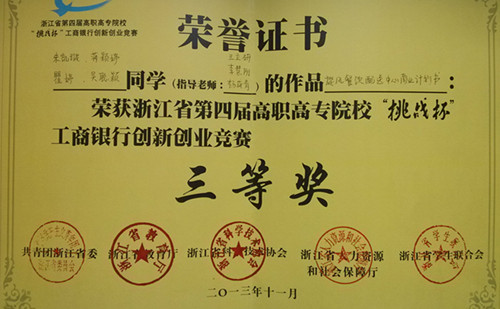 浙江省第四届高职高专院校
“挑战杯”工商银行创新创业竞赛
荣誉证书
同学（指导老师： 的作品 计划书：
荣获浙江省第四届高职高专院校“挑战杯”
工商银行创新创业竞赛
三等奖
共青团浙江省委 浙江省教育厅 浙江省科学技术协会 浙江省人力资源和社会保障厅 浙江省学生联合会
二〇一三年十一月